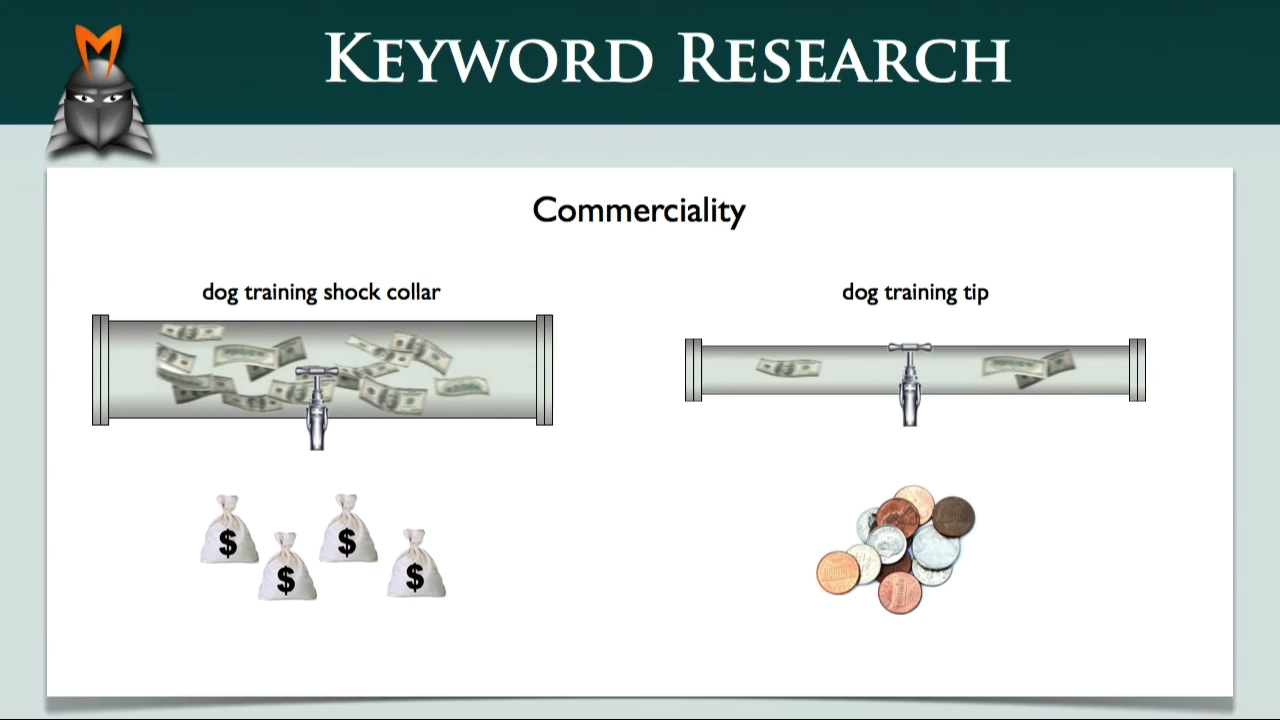 KEYWORD RESEARCH
Commerciality
dog training shock collar
dog training tip
$
$
$
$